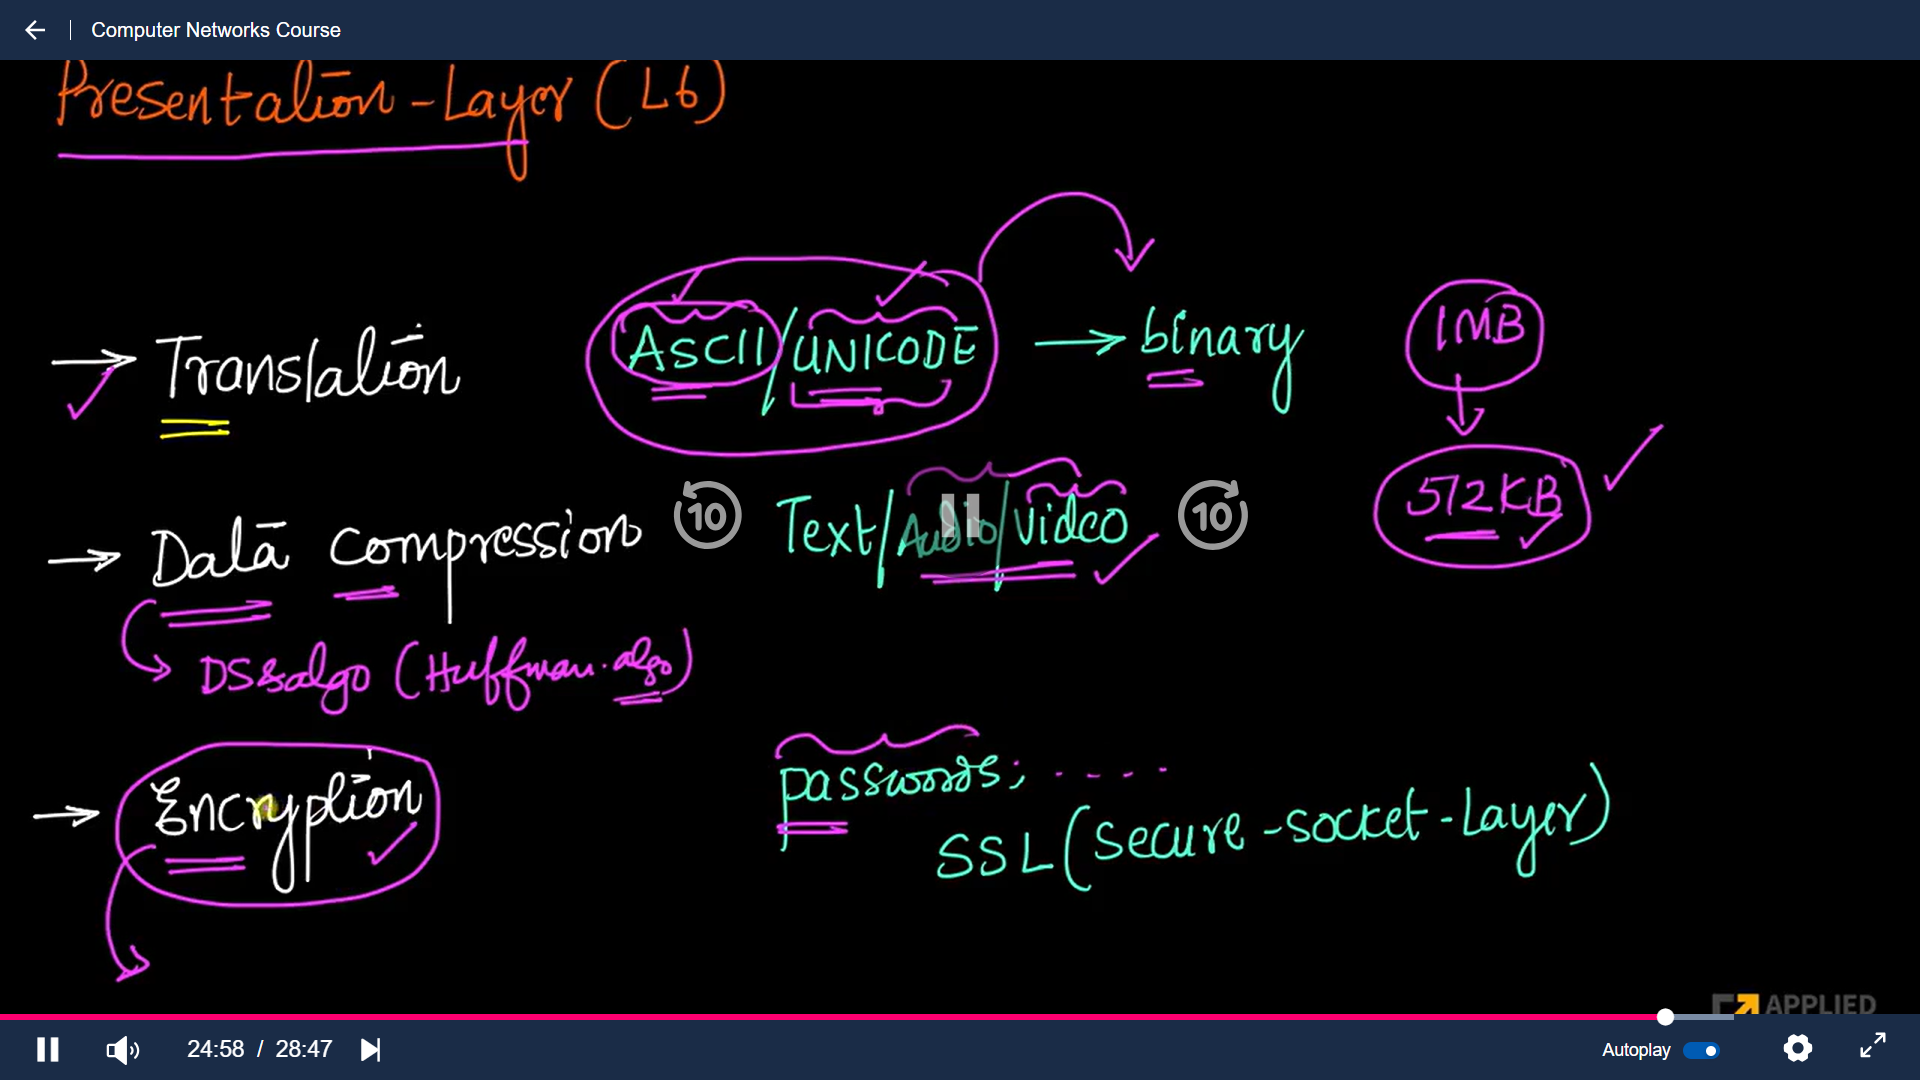 Computer Networks Course
Presentation-Layer (L6)
→ Translation ASCII/UNICODE → binary 1MB
572KB
→ Data compression Text/Audio/Video
10 10
DS&algo (Huffman.algo)
→ Encryption passwords; ....
SSL (Secure-Socket-Layer)
APPLIED
24:58 / 28:47 Autoplay